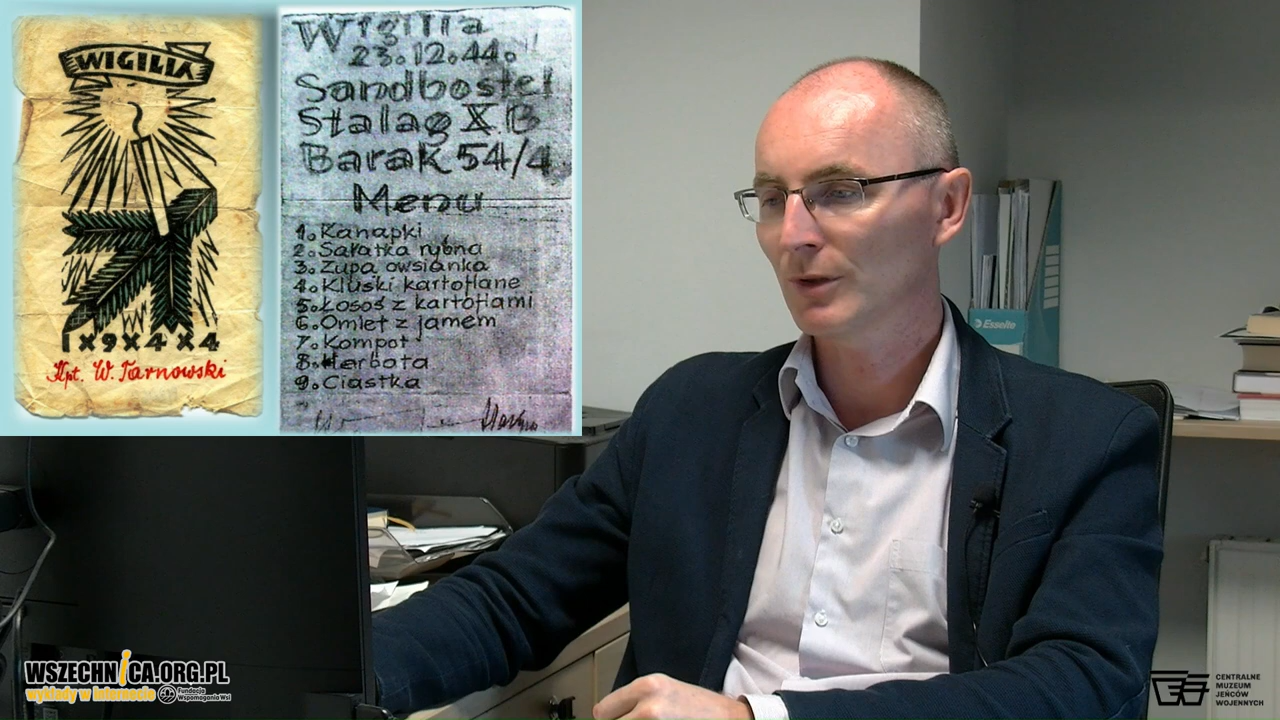 WIGILIA
1x9x4x4
Kpt. W. Tarnowski
Wigilia
23.12.44.
Sandbostel
Stalag X B
Barak 54/4
Menu
1. Kanapki
2. Sałatka rybna
3. Zupa owsianka
4. Kluski kartoflane
5. Łosoś z kartoflami
6. Omlet z jamem
7. Kompot
8. Herbata
9. Ciastka
Esselte
WSZECHNICA.ORG.PL
wykłady w internecie
Fundacja
Wspomagania Wsi
CENTRALNE
MUZEUM
JEŃCÓW
WOJENNYCH